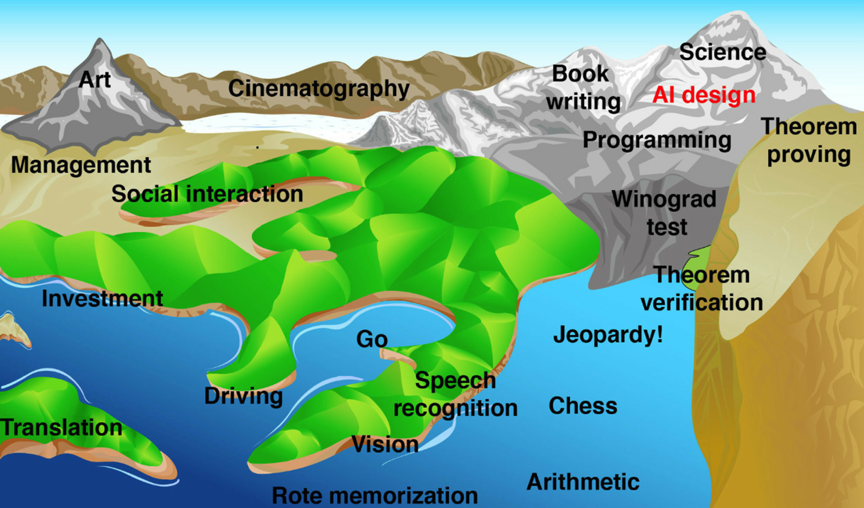 Science
Art
Cinematography
Book
writing
AI design
Programming
Theorem
proving
Management
Social interaction
Winograd
test
Theorem
verification
Investment
Go
Jeopardy!
Driving
Speech
recognition
Chess
Translation
Vision
Arithmetic
Rote memorization